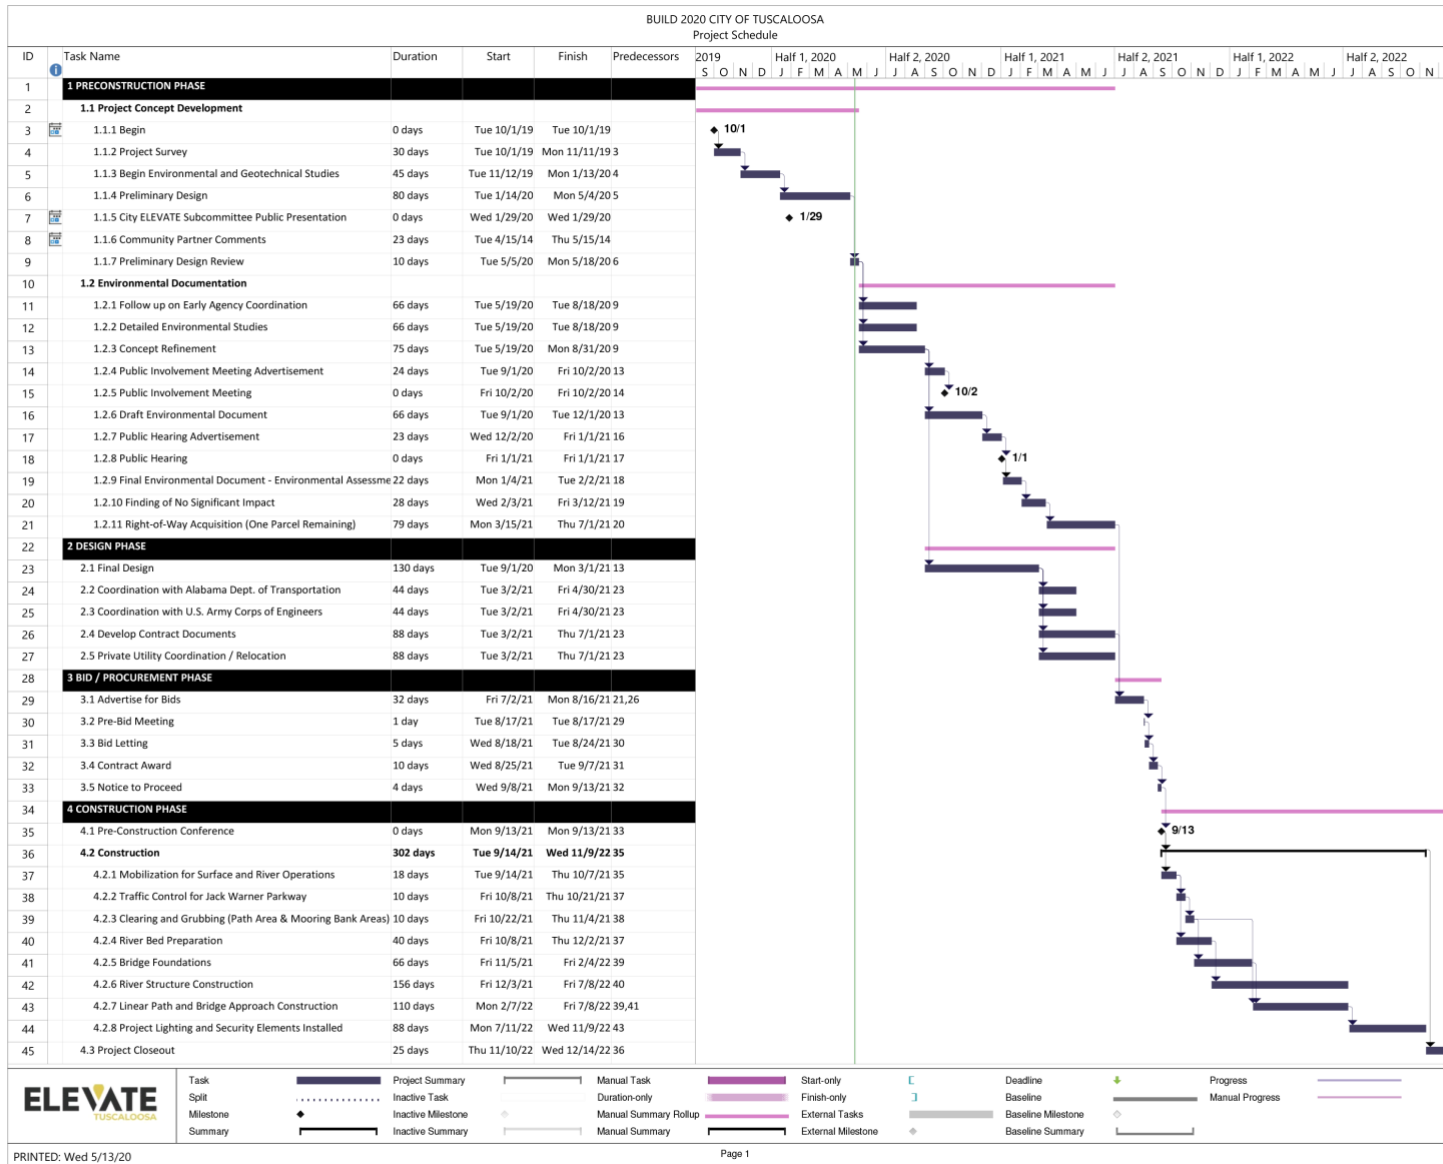 BUILD 2020 CITY OF TUSCALOOSA
Project Schedule
ID Task Name Duration Start Finish Predecessors 2019 Half 1, 2020 Half 2, 2020 Half 1, 2021 Half 2, 2021 Half 1, 2022 Half 2, 2022
S O N D J F M A M J J A S O N D J F M A M J J A S O N D J F M A M J J A S O N
1 1 PRECONSTRUCTION PHASE
2 1.1 Project Concept Development
3 1.1.1 Begin 0 days Tue 10/1/19 Tue 10/1/19 10/1
4 1.1.2 Project Survey 30 days Tue 10/1/19 Mon 11/11/19 3
5 1.1.3 Begin Environmental and Geotechnical Studies 45 days Tue 11/12/19 Mon 1/13/20 4
6 1.1.4 Preliminary Design 80 days Tue 1/14/20 Mon 5/4/20 5
7 1.1.5 City ELEVATE Subcommittee Public Presentation 0 days Wed 1/29/20 Wed 1/29/20 1/29
8 1.1.6 Community Partner Comments 23 days Tue 4/15/14 Thu 5/15/14
9 1.1.7 Preliminary Design Review 10 days Tue 5/5/20 Mon 5/18/20 6
10 1.2 Environmental Documentation
11 1.2.1 Follow up on Early Agency Coordination 66 days Tue 5/19/20 Tue 8/18/20 9
12 1.2.2 Detailed Environmental Studies 66 days Tue 5/19/20 Tue 8/18/20 9
13 1.2.3 Concept Refinement 75 days Tue 5/19/20 Mon 8/31/20 9
14 1.2.4 Public Involvement Meeting Advertisement 24 days Tue 9/1/20 Fri 10/2/20 13
15 1.2.5 Public Involvement Meeting 0 days Fri 10/2/20 Fri 10/2/20 14 10/2
16 1.2.6 Draft Environmental Document 66 days Tue 9/1/20 Tue 12/1/20 13
17 1.2.7 Public Hearing Advertisement 23 days Wed 12/2/20 Fri 1/1/21 16
18 1.2.8 Public Hearing 0 days Fri 1/1/21 Fri 1/1/21 17 1/1
19 1.2.9 Final Environmental Document - Environmental Assessme 22 days Mon 1/4/21 Tue 2/2/21 18
20 1.2.10 Finding of No Significant Impact 28 days Wed 2/3/21 Fri 3/12/21 19
21 1.2.11 Right-of-Way Acquisition (One Parcel Remaining) 79 days Mon 3/15/21 Thu 7/1/21 20
22 2 DESIGN PHASE
23 2.1 Final Design 130 days Tue 9/1/20 Mon 3/1/21 13
24 2.2 Coordination with Alabama Dept. of Transportation 44 days Tue 3/2/21 Fri 4/30/21 23
25 2.3 Coordination with U.S. Army Corps of Engineers 44 days Tue 3/2/21 Fri 4/30/21 23
26 2.4 Develop Contract Documents 88 days Tue 3/2/21 Thu 7/1/21 23
27 2.5 Private Utility Coordination / Relocation 88 days Tue 3/2/21 Thu 7/1/21 23
28 3 BID / PROCUREMENT PHASE
29 3.1 Advertise for Bids 32 days Fri 7/2/21 Mon 8/16/21 21,26
30 3.2 Pre-Bid Meeting 1 day Tue 8/17/21 Tue 8/17/21 29
31 3.3 Bid Letting 5 days Wed 8/18/21 Tue 8/24/21 30
32 3.4 Contract Award 10 days Wed 8/25/21 Tue 9/7/21 31
33 3.5 Notice to Proceed 4 days Wed 9/8/21 Mon 9/13/21 32
34 4 CONSTRUCTION PHASE
35 4.1 Pre-Construction Conference 0 days Mon 9/13/21 Mon 9/13/21 33 9/13
36 4.2 Construction 302 days Tue 9/14/21 Wed 11/9/22 35
37 4.2.1 Mobilization for Surface and River Operations 18 days Tue 9/14/21 Thu 10/7/21 35
38 4.2.2 Traffic Control for Jack Warner Parkway 10 days Fri 10/8/21 Thu 10/21/21 37
39 4.2.3 Clearing and Grubbing (Path Area & Mooring Bank Areas) 10 days Fri 10/22/21 Thu 11/4/21 38
40 4.2.4 River Bed Preparation 40 days Fri 10/8/21 Thu 12/2/21 37
41 4.2.5 Bridge Foundations 66 days Fri 11/5/21 Fri 2/4/22 39
42 4.2.6 River Structure Construction 156 days Fri 12/3/21 Fri 7/8/22 40
43 4.2.7 Linear Path and Bridge Approach Construction 110 days Mon 2/7/22 Fri 7/8/22 39,41
44 4.2.8 Project Lighting and Security Elements Installed 88 days Mon 7/11/22 Wed 11/9/22 43
45 4.3 Project Closeout 25 days Thu 11/10/22 Wed 12/14/22 36
ELEVATE
TUSCALOOSA
Task Project Summary Manual Task Start-only Deadline Progress
Split Inactive Task Duration-only Finish-only Baseline Manual Progress
Milestone Inactive Milestone Manual Summary Rollup External Tasks Baseline Milestone
Summary Inactive Summary Manual Summary External Milestone Baseline Summary
PRINTED: Wed 5/13/20
Page 1